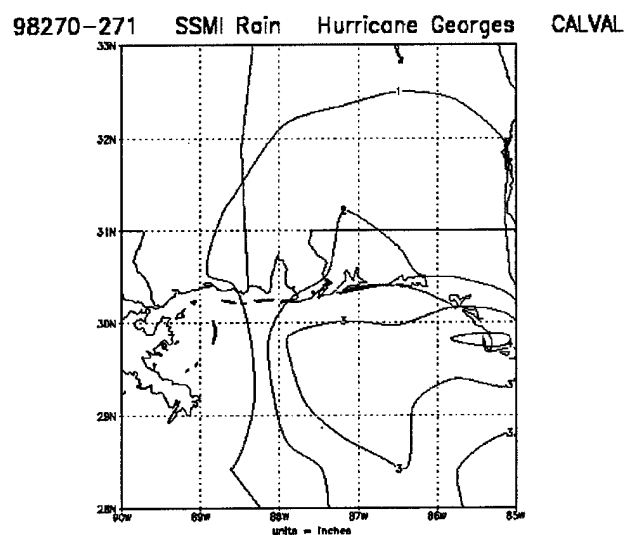 98270-271 SSMI Rain Hurricane Georges CALVAL
33N
1
32N
2
31N
30N
3
3
29N
3
3
28N
90W 89W 88W 87W 86W 85W
units = inches